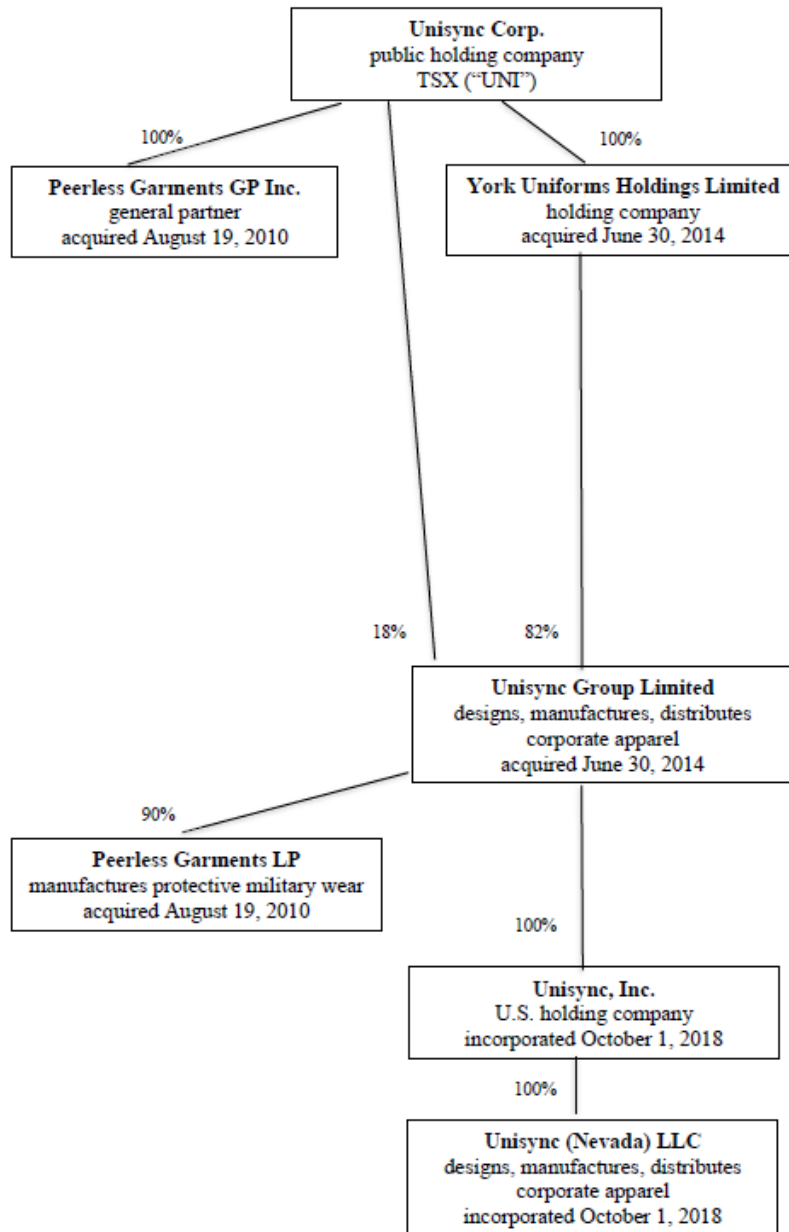 Unisync Corp.
public holding company
TSX (“UNI”)
100%
100%
Peerless Garments GP Inc.
general partner
acquired August 19, 2010
York Uniforms Holdings Limited
holding company
acquired June 30, 2014
18%
82%
Unisync Group Limited
designs, manufactures, distributes
corporate apparel
acquired June 30, 2014
90%
Peerless Garments LP
manufactures protective military wear
acquired August 19, 2010
100%
Unisync, Inc.
U.S. holding company
incorporated October 1, 2018
100%
Unisync (Nevada) LLC
designs, manufactures, distributes
corporate apparel
incorporated October 1, 2018